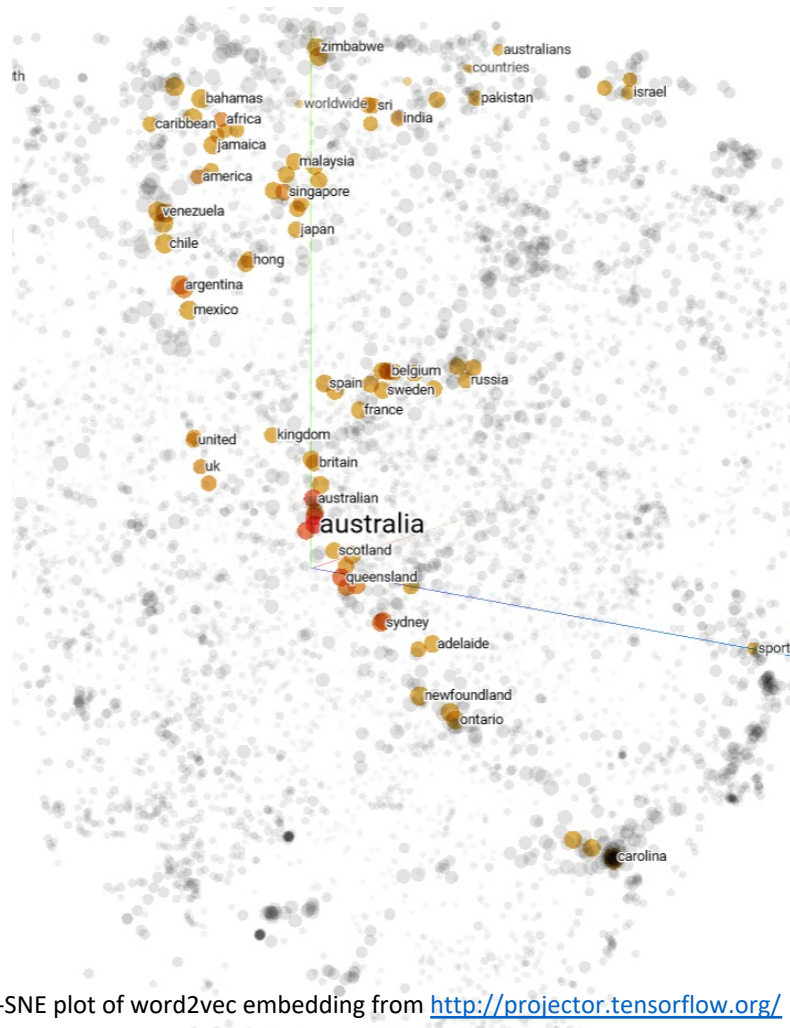 zimbabwe
australians
countries
th
israel
bahamas
worldwide
sri
pakistan
caribbean
africa
india
jamaica
malaysia
america
singapore
venezuela
japan
chile
hong
argentina
mexico
belgium
spain
sweden
russia
france
united
kingdom
britain
uk
australian
australia
scotland
queensland
sydney
adelaide
sport
newfoundland
ontario
carolina
-SNE plot of word2vec embedding from http://projector.tensorflow.org/